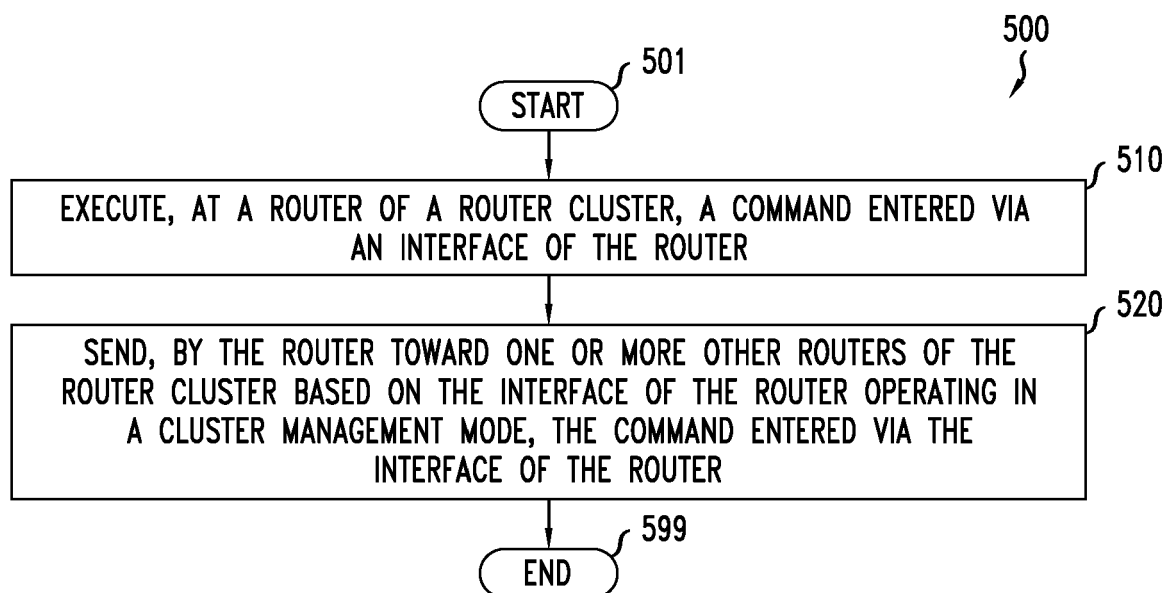 500
501
START
510
EXECUTE, AT A ROUTER OF A ROUTER CLUSTER, A COMMAND ENTERED VIA
AN INTERFACE OF THE ROUTER
520
SEND, BY THE ROUTER TOWARD ONE OR MORE OTHER ROUTERS OF THE
ROUTER CLUSTER BASED ON THE INTERFACE OF THE ROUTER OPERATING IN
A CLUSTER MANAGEMENT MODE, THE COMMAND ENTERED VIA THE
INTERFACE OF THE ROUTER
599
END